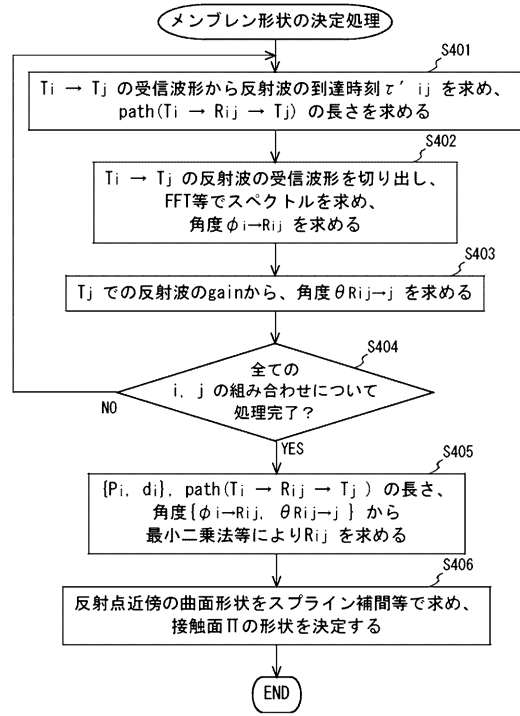 メンブレン形状の決定処理
S401
Ti → Tj の受信波形から反射波の到達時刻τ′ij を求め、
path(Ti → Rij → Tj) の長さを求める
S402
Ti → Tj の反射波の受信波形を切り出し、
FFT等でスペクトルを求め、
角度φi→Rij を求める
S403
Tj での反射波のgainから、角度θRij→j を求める
S404
全ての
i, j の組み合わせについて
処理完了？
NO
YES
S405
{Pi, di}, path(Ti → Rij → Tj ) の長さ、
角度{φi→Rij, θRij→j } から
最小二乗法等によりRij を求める
S406
反射点近傍の曲面形状をスプライン補間等で求め、
接触面Πの形状を決定する
END